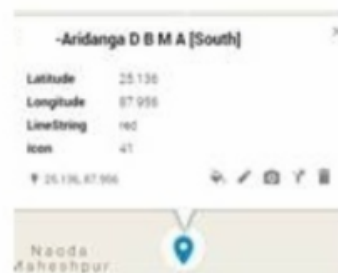 -Aridanga D B M A [South]
Latitude 25.136
Longitude 87.956
LineString red
Icon 41
25.136, 87.956
Naoda
Maheshpur